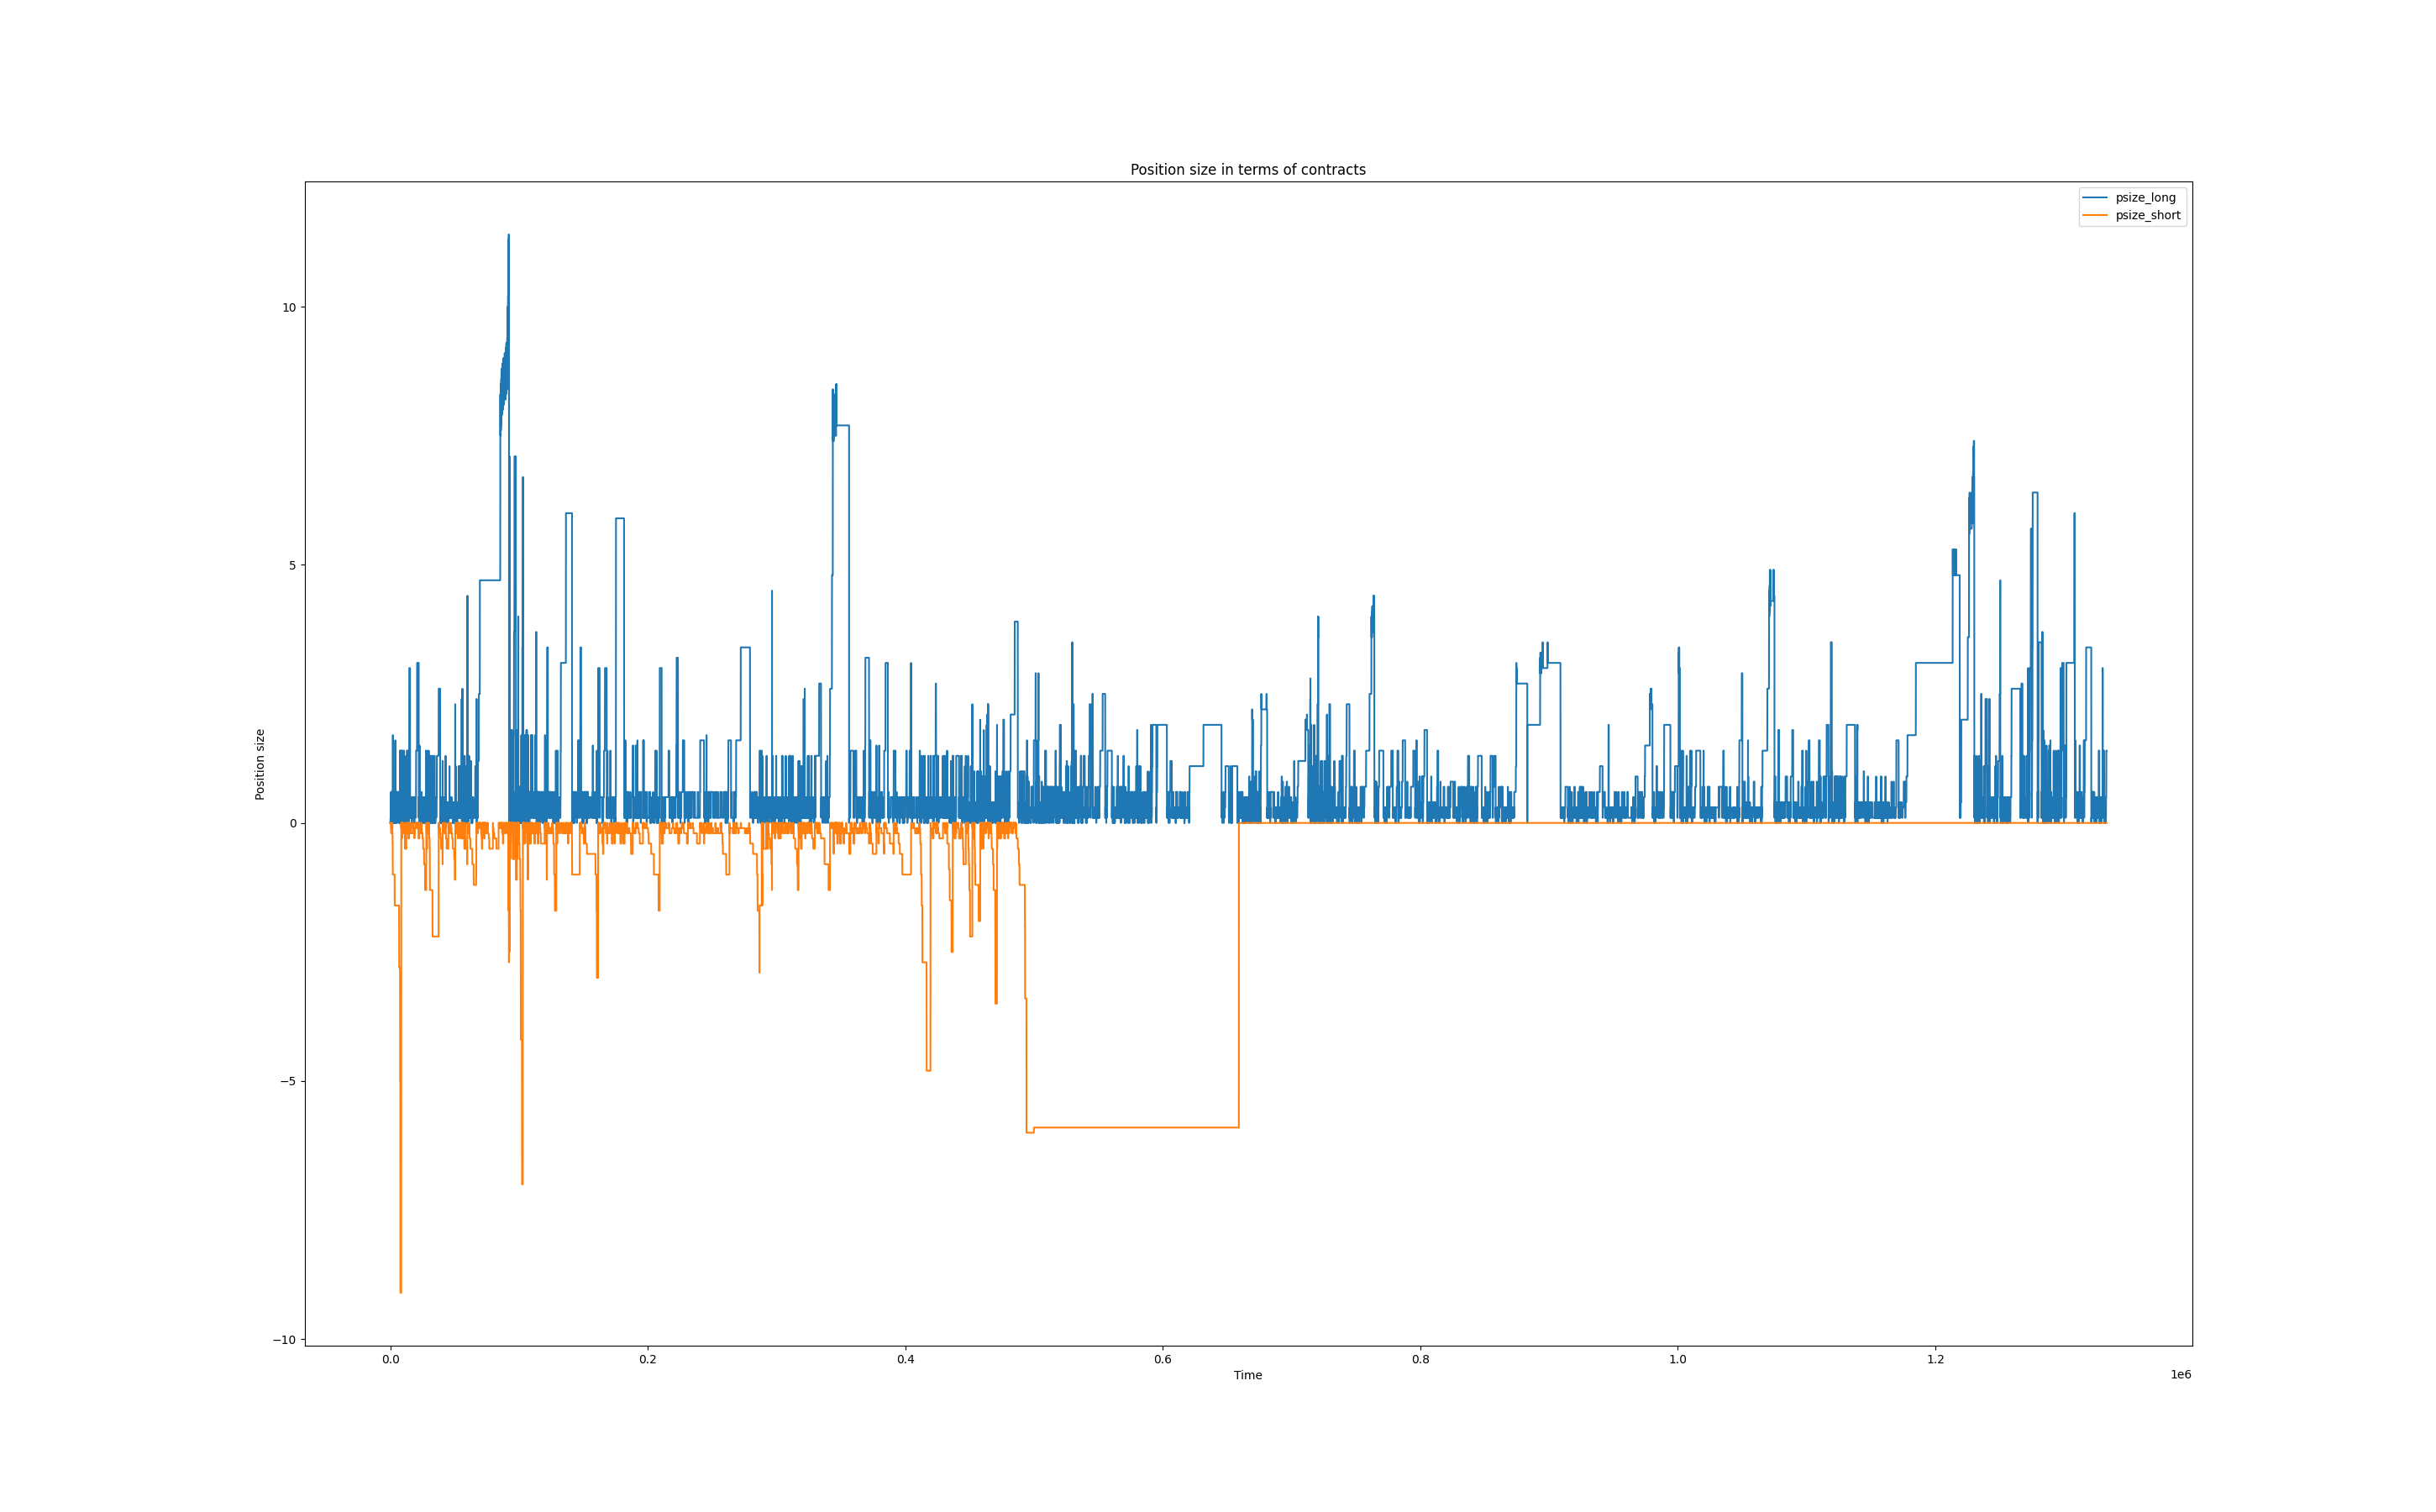 Position size in terms of contracts
psize_long
psize_short
Position size
10
5
0
−5
−10
0.0
0.2
0.4
0.6
0.8
1.0
1.2
1e6
Time